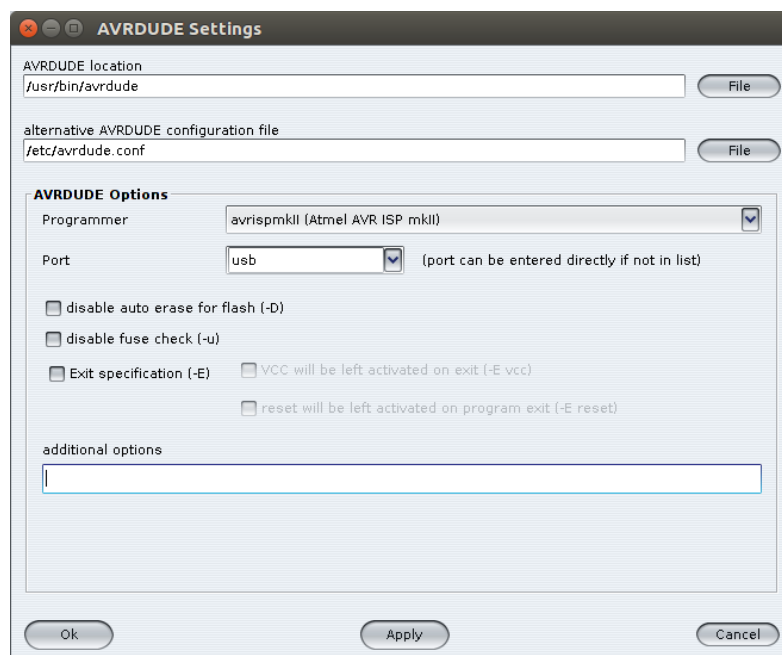 AVRDUDE Settings
AVRDUDE location
/usr/bin/avrdude
File
alternative AVRDUDE configuration file
/etc/avrdude.conf
File
AVRDUDE Options
Programmer
avrispmkII (Atmel AVR ISP mkII)
Port
usb
(port can be entered directly if not in list)
disable auto erase for flash (-D)
disable fuse check (-u)
Exit specification (-E)
VCC will be left activated on exit (-E vcc)
reset will be left activated on program exit (-E reset)
additional options
Ok
Apply
Cancel